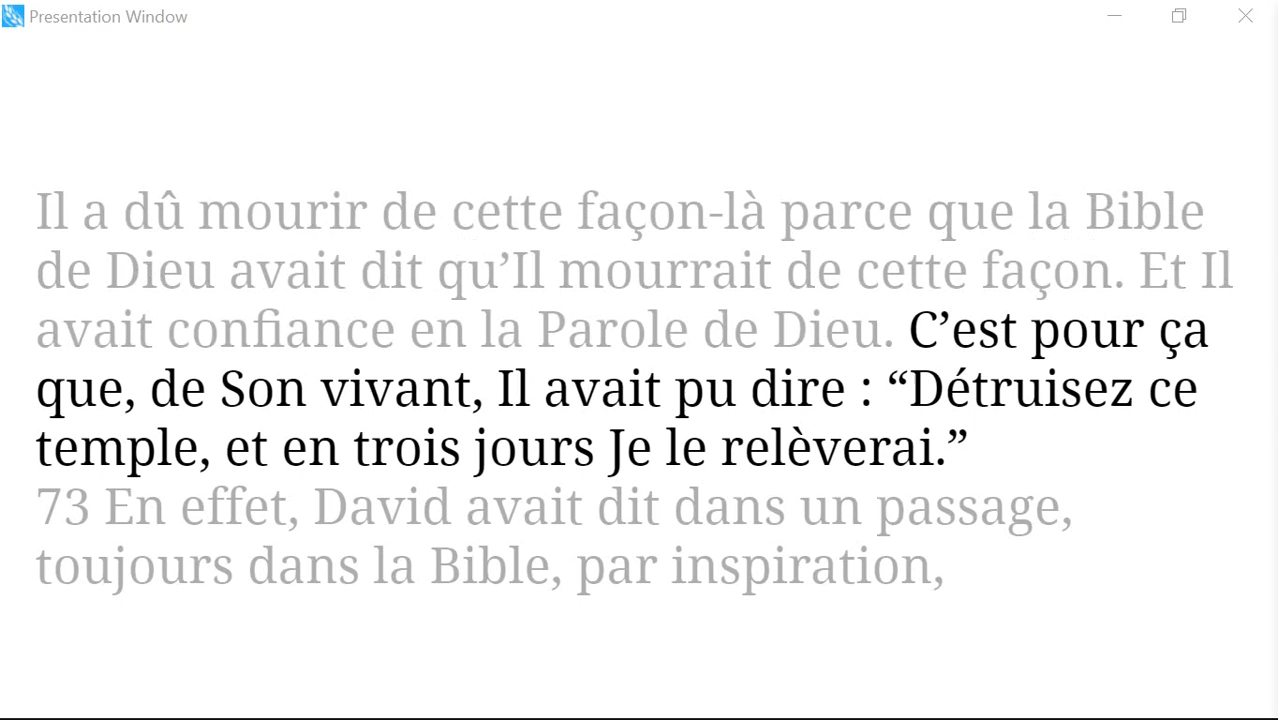 Presentation Window
Il a dû mourir de cette façon-là parce que la Bible
de Dieu avait dit qu’Il mourrait de cette façon. Et Il
avait confiance en la Parole de Dieu. C’est pour ça
que, de Son vivant, Il avait pu dire : “Détruisez ce
temple, et en trois jours Je le relèverai.”
73 En effet, David avait dit dans un passage,
toujours dans la Bible, par inspiration,